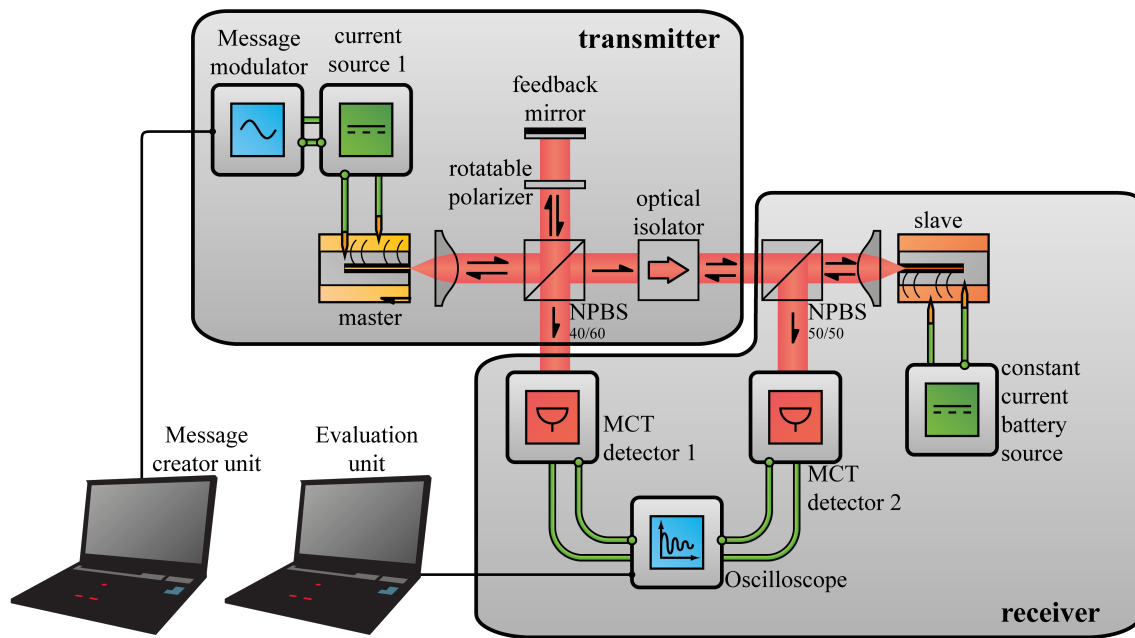 Message
modulator
current
source 1
transmitter
feedback
mirror
rotatable
polarizer
optical
isolator
slave
master
NPBS
40/60
NPBS
50/50
constant
current
battery
source
MCT
detector 1
MCT
detector 2
Message
creator unit
Evaluation
unit
Oscilloscope
receiver